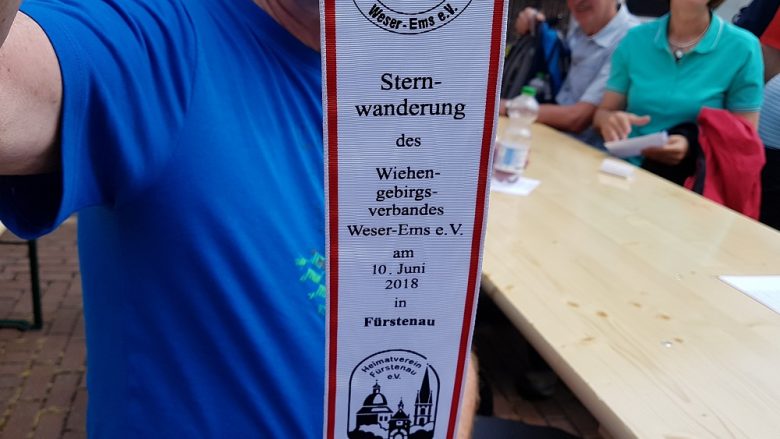 Weser-Ems e.V.
Stern-
wanderung
des
Wiehen-
gebirgs-
verbandes
Weser-Ems e.V.
am
10. Juni
2018
in
Fürstenau
Heimatverein
Fürstenau
e.V.